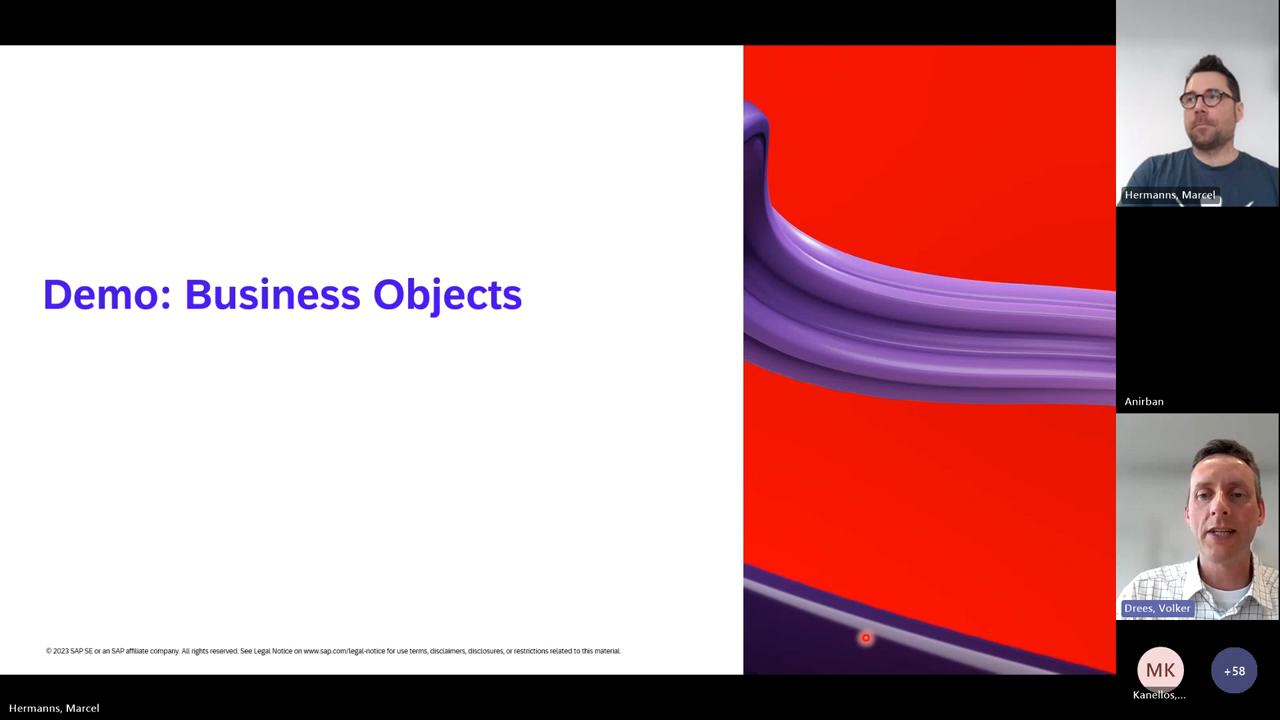 Demo: Business Objects
© 2023 SAP SE or an SAP affiliate company. All rights reserved. See Legal Notice on www.sap.com/legal-notice for use terms, disclaimers, disclosures, or restrictions related to this material.
Hermanns, Marcel
Hermanns, Marcel
Anirban
Drees, Volker
MK
Kanellos,...
+58